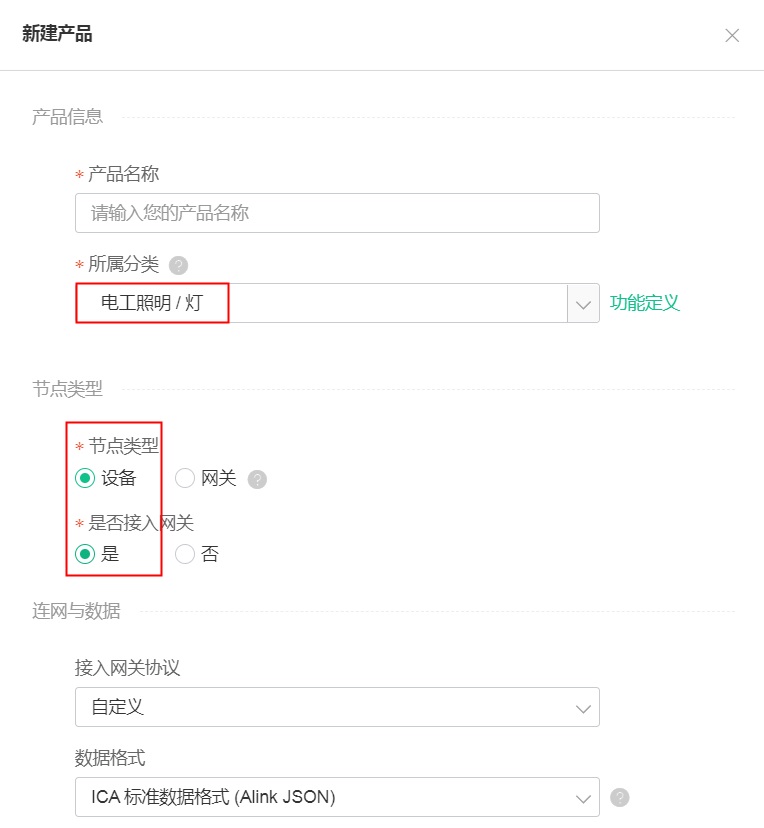 新建产品
产品信息
* 产品名称
请输入您的产品名称
* 所属分类 ?
电工照明 / 灯
功能定义
节点类型
* 节点类型
设备 网关 ?
* 是否接入网关
是 否
连网与数据
接入网关协议
自定义
数据格式
ICA 标准数据格式 (Alink JSON) ?